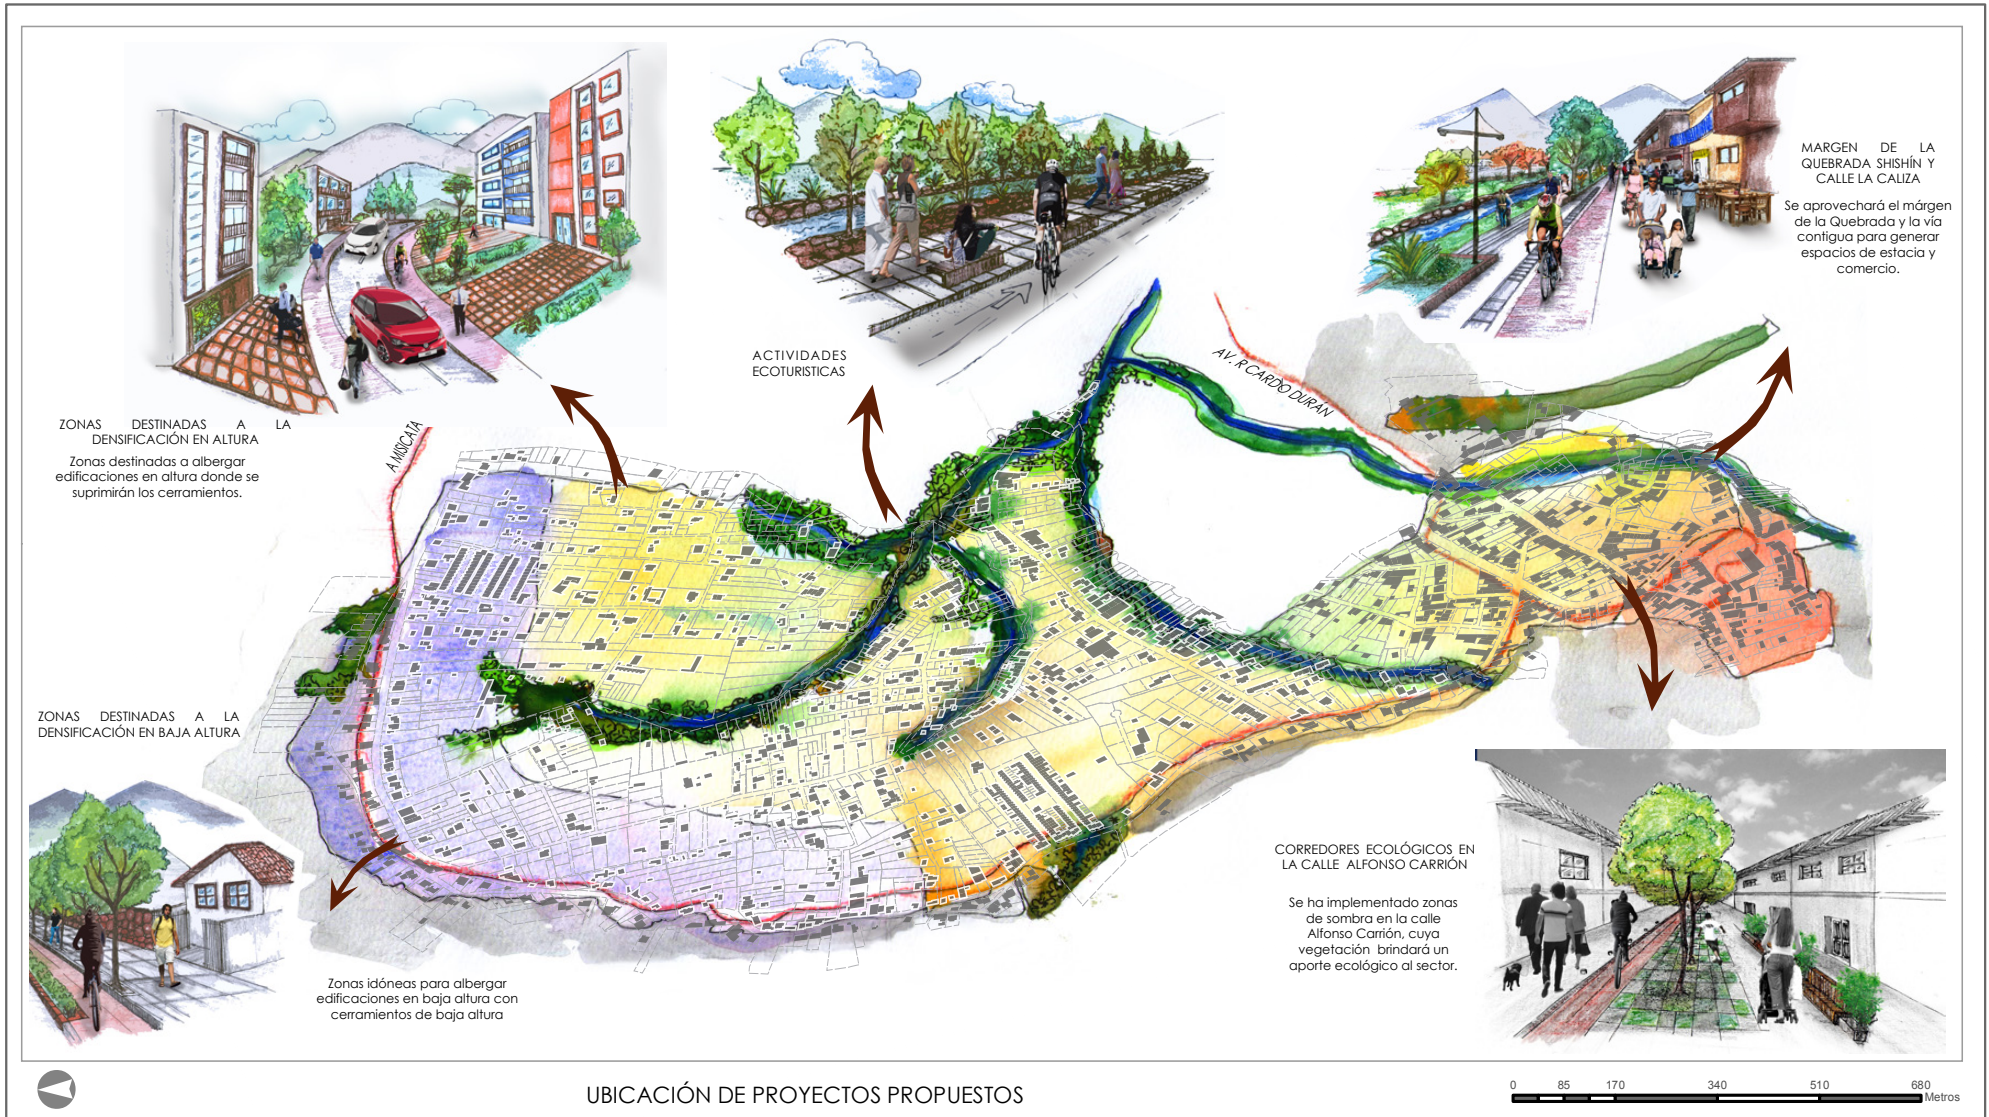 MARGEN DE LA
QUEBRADA SHISHÍN Y
CALLE LA CALIZA
Se aprovechará el márgen
de la Quebrada y la vía
contigua para generar
espacios de estacia y
comercio.
ACTIVIDADES
ECOTURISTICAS
AV. R CARDO DURÁN
A MISICATA
ZONAS DESTINADAS A LA
DENSIFICACIÓN EN ALTURA
Zonas destinadas a albergar
edificaciones en altura donde se
suprimirán los cerramientos.
ZONAS DESTINADAS A LA
DENSIFICACIÓN EN BAJA ALTURA
Zonas idóneas para albergar
edificaciones en baja altura con
cerramientos de baja altura
CORREDORES ECOLÓGICOS EN
LA CALLE ALFONSO CARRIÓN
Se ha implementado zonas
de sombra en la calle
Alfonso Carrión, cuya
vegetación brindará un
aporte ecológico al sector.
UBICACIÓN DE PROYECTOS PROPUESTOS
0 85 170 340 510 680
Metros